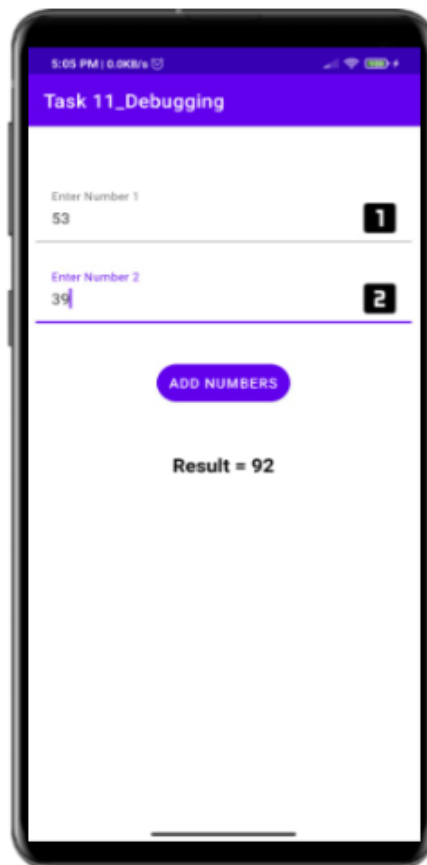 5:05 PM | 0.0KB/s
Task 11_Debugging
Enter Number 1
53
1
Enter Number 2
39
2
ADD NUMBERS
Result = 92